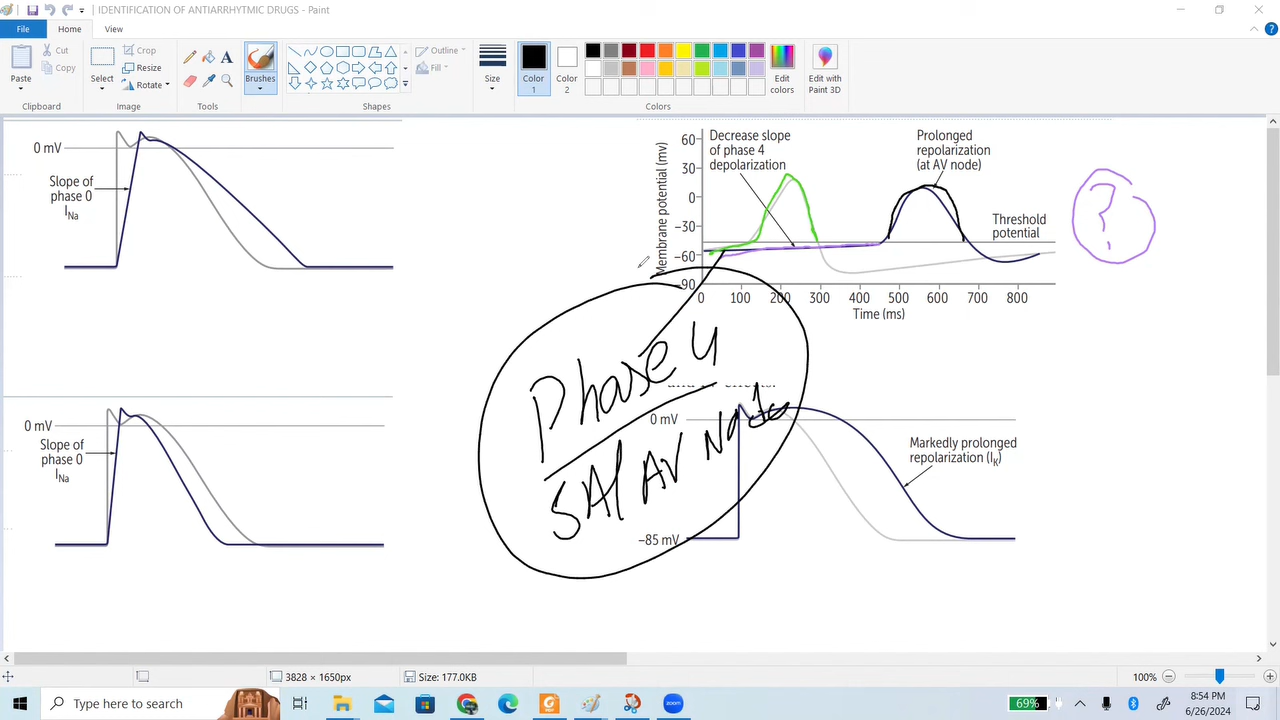 IDENTIFICATION OF ANTIARRHYTMIC DRUGS - Paint
File
Home
View
Paste
Cut
Copy
Clipboard
Select
Crop
Resize
Rotate
Image
Tools
Brushes
Shapes
Outline
Fill
Size
Color
1
Color
2
Edit
colors
Colors
Edit with
Paint 3D
0 mV
Slope of
phase 0
INa
0 mV
Slope of
phase 0
INa
Membrane potential (mv)
60
30
0
−30
−60
−90
Decrease slope
of phase 4
depolarization
Prolonged
repolarization
(at AV node)
Threshold
potential
0 100 200 300 400 500 600 700 800
Time (ms)
?
Phase 4
SA/ AV Node
0 mV
Markedly prolonged
repolarization (IK)
−85 mV
3828 × 1650px
Size: 177.0KB
100%
Type here to search
zoom
69%
8:54 PM
6/26/2024